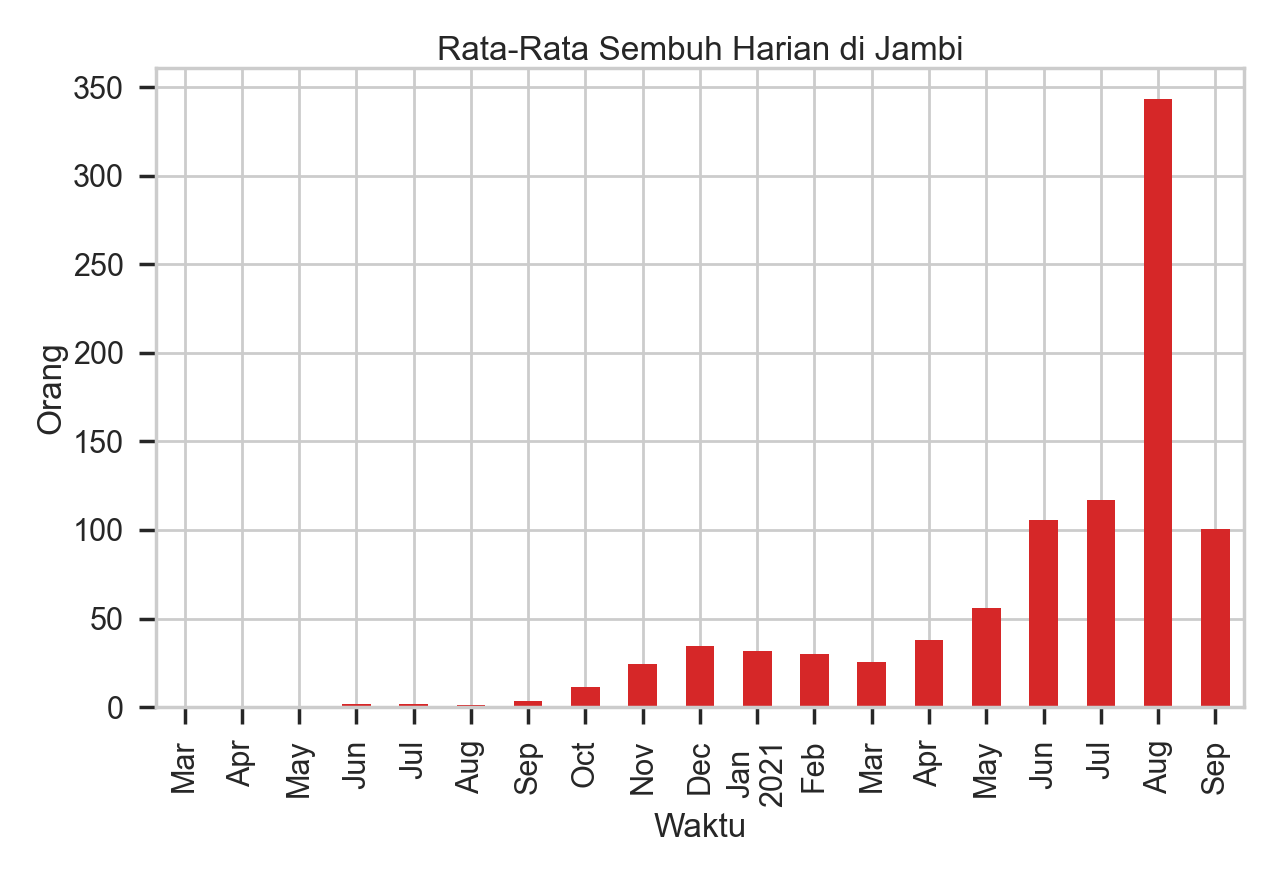 Rata-Rata Sembuh Harian di Jambi
350
300
250
200
150
100
50
0
Orang
Mar
Apr
May
Jun
Jul
Aug
Sep
Oct
Nov
Dec
Jan
2021
Feb
Mar
Apr
May
Jun
Jul
Aug
Sep
Waktu